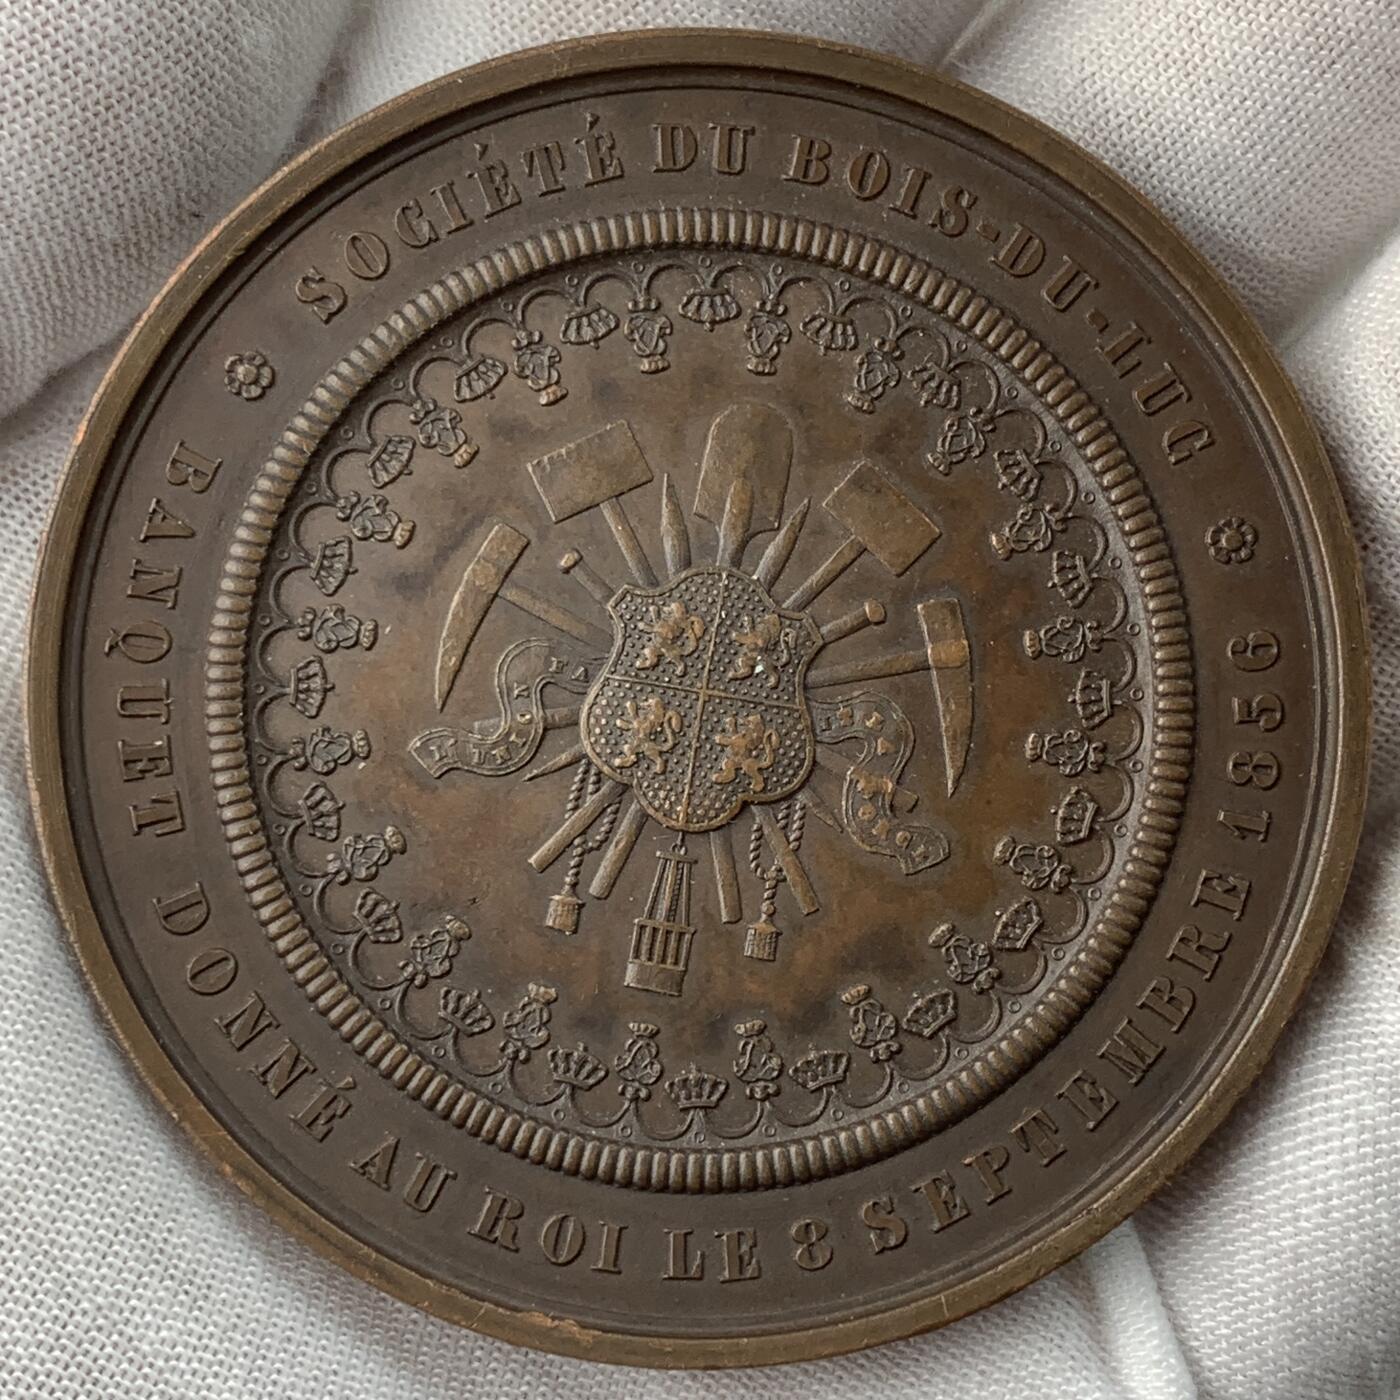 SOCIÉTÉ DU BOIS-DU-LUC
BANQUET DONNÉ AU ROI LE 8 SEPTEMBRE 1856